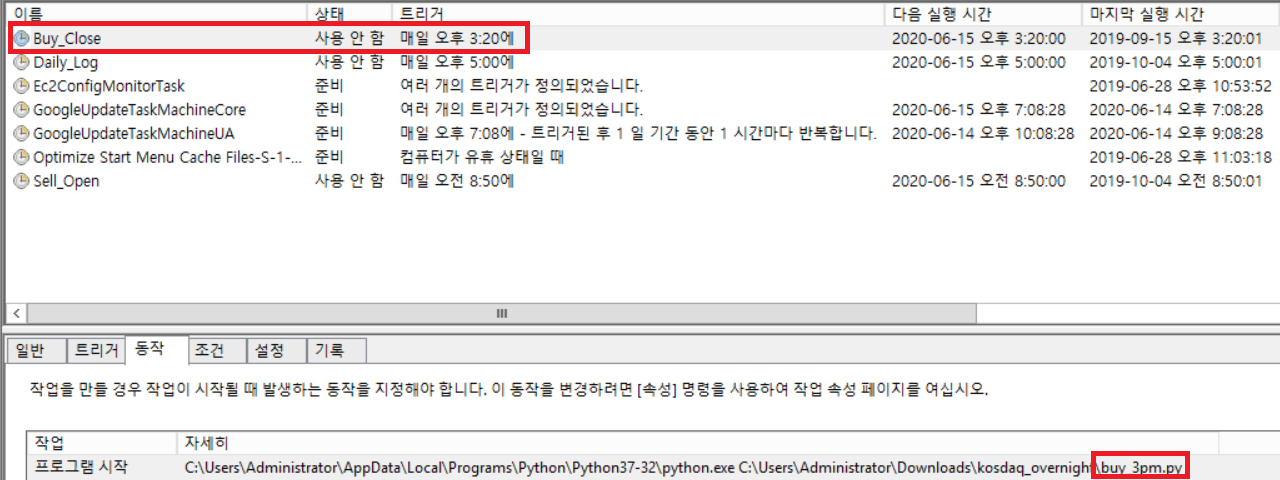 이름 상태 트리거 다음 실행 시간 마지막 실행 시간
Buy_Close 사용 안 함 매일 오후 3:20에 2020-06-15 오후 3:20:00 2019-09-15 오후 3:20:01
Daily_Log 사용 안 함 매일 오후 5:00에 2020-06-15 오후 5:00:00 2019-10-04 오후 5:00:01
Ec2ConfigMonitorTask 준비 여러 개의 트리거가 정의되었습니다. 2019-06-28 오후 10:53:52
GoogleUpdateTaskMachineCore 준비 여러 개의 트리거가 정의되었습니다. 2020-06-15 오후 7:08:28 2020-06-14 오후 7:08:28
GoogleUpdateTaskMachineUA 준비 매일 오후 7:08에 - 트리거된 후 1 일 기간 동안 1 시간마다 반복합니다. 2020-06-14 오후 10:08:28 2020-06-14 오후 9:08:28
Optimize Start Menu Cache Files-S-1-... 준비 컴퓨터가 유휴 상태일 때 2019-06-28 오후 11:03:18
Sell_Open 사용 안 함 매일 오전 8:50에 2020-06-15 오전 8:50:00 2019-10-04 오전 8:50:01
일반 트리거 동작 조건 설정 기록
작업을 만들 경우 작업이 시작될 때 발생하는 동작을 지정해야 합니다. 이 동작을 변경하려면 [속성] 명령을 사용하여 작업 속성 페이지를 여십시오.
작업 자세히
프로그램 시작 C:\Users\Administrator\AppData\Local\Programs\Python\Python37-32\python.exe C:\Users\Administrator\Downloads\kosdaq_overnight\buy_3pm.py